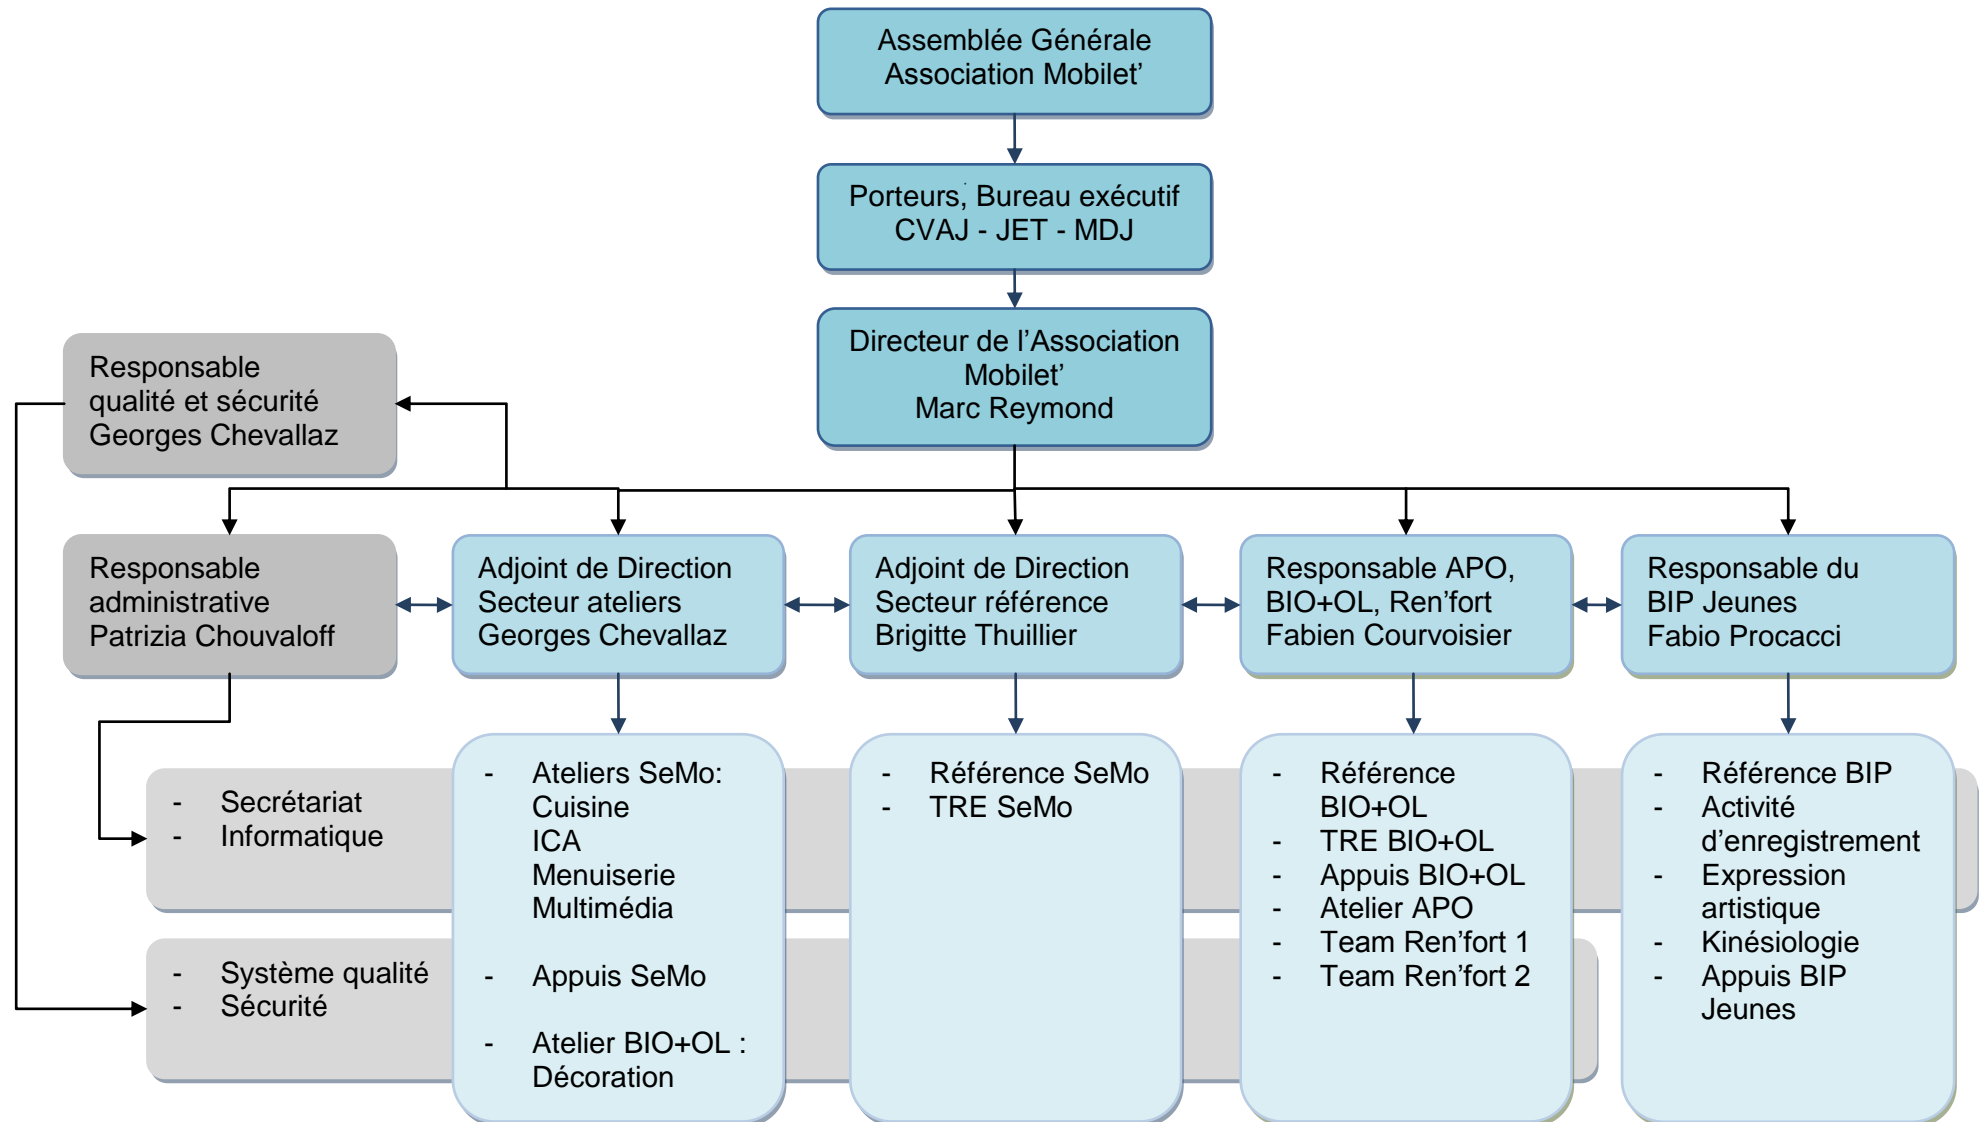 Assemblée Générale
Association Mobilet’
Porteurs, Bureau exécutif
CVAJ - JET - MDJ
Directeur de l’Association
Mobilet’
Marc Reymond
Responsable
qualité et sécurité
Georges Chevallaz
Responsable
administrative
Patrizia Chouvaloff
Adjoint de Direction
Secteur ateliers
Georges Chevallaz
Adjoint de Direction
Secteur référence
Brigitte Thuillier
Responsable APO,
BIO+OL, Ren’fort
Fabien Courvoisier
Responsable du
BIP Jeunes
Fabio Procacci
- Secrétariat
- Informatique
- Système qualité
- Sécurité
- Ateliers SeMo:
Cuisine
ICA
Menuiserie
Multimédia
- Appuis SeMo
- Atelier BIO+OL :
Décoration
- Référence SeMo
- TRE SeMo
- Référence
BIO+OL
- TRE BIO+OL
- Appuis BIO+OL
- Atelier APO
- Team Ren’fort 1
- Team Ren’fort 2
- Référence BIP
- Activité
d’enregistrement
- Expression
artistique
- Kinésiologie
- Appuis BIP
Jeunes